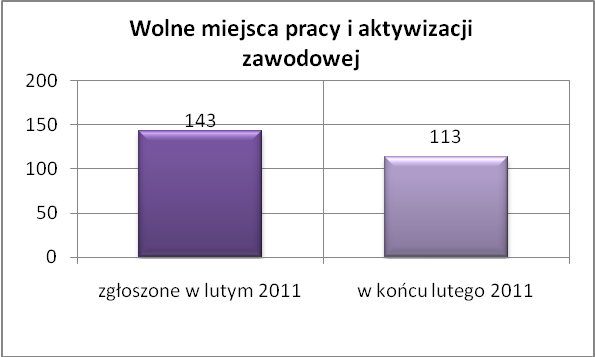 Wolne miejsca pracy i aktywizacji
zawodowej
200
150
100
50
0
143
113
zgłoszone w lutym 2011
w końcu lutego 2011